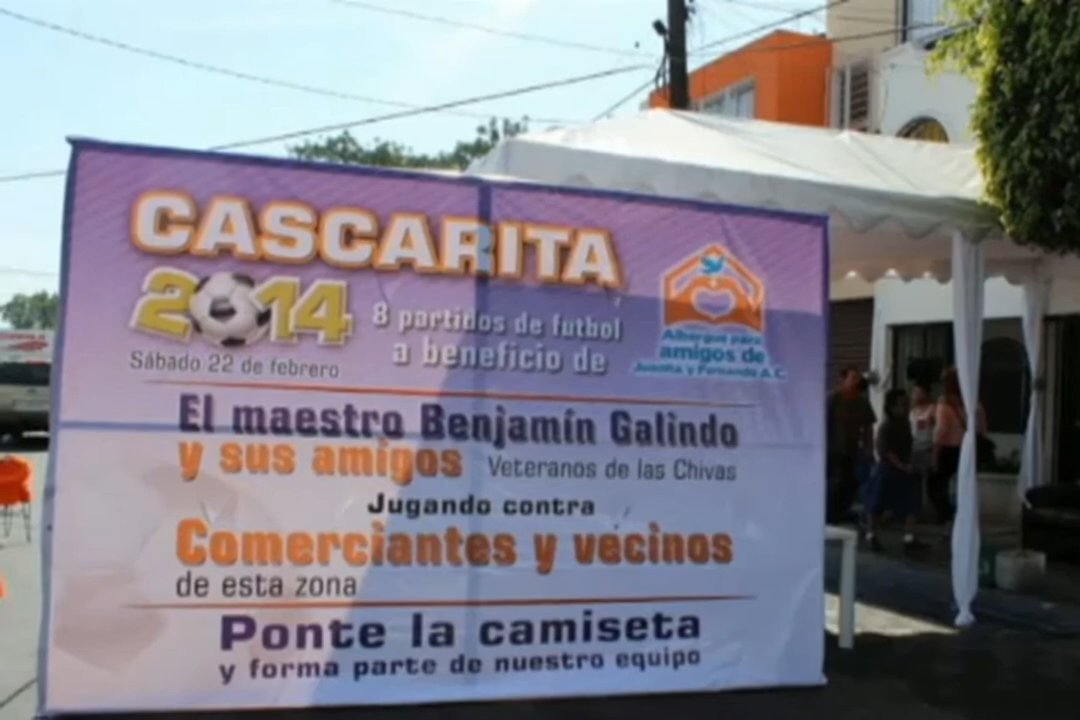 CASCARITA
2014
8 partidos de futbol
a beneficio de
Albergue para
amigos de
Juanita y Fernando A.C.
Sábado 22 de febrero
El maestro Benjamín Galindo
y sus amigos Veteranos de las Chivas
Jugando contra
Comerciantes y vecinos
de esta zona
Ponte la camiseta
y forma parte de nuestro equipo